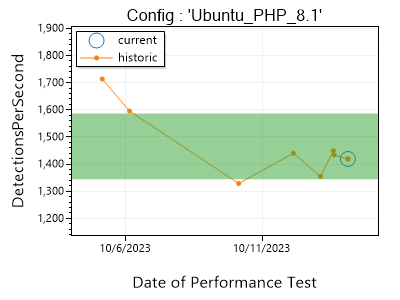 Config : 'Ubuntu_PHP_8.1'
current
historic
DetectionsPerSecond
1,900
1,800
1,700
1,600
1,500
1,400
1,300
1,200
10/6/2023
10/11/2023
Date of Performance Test